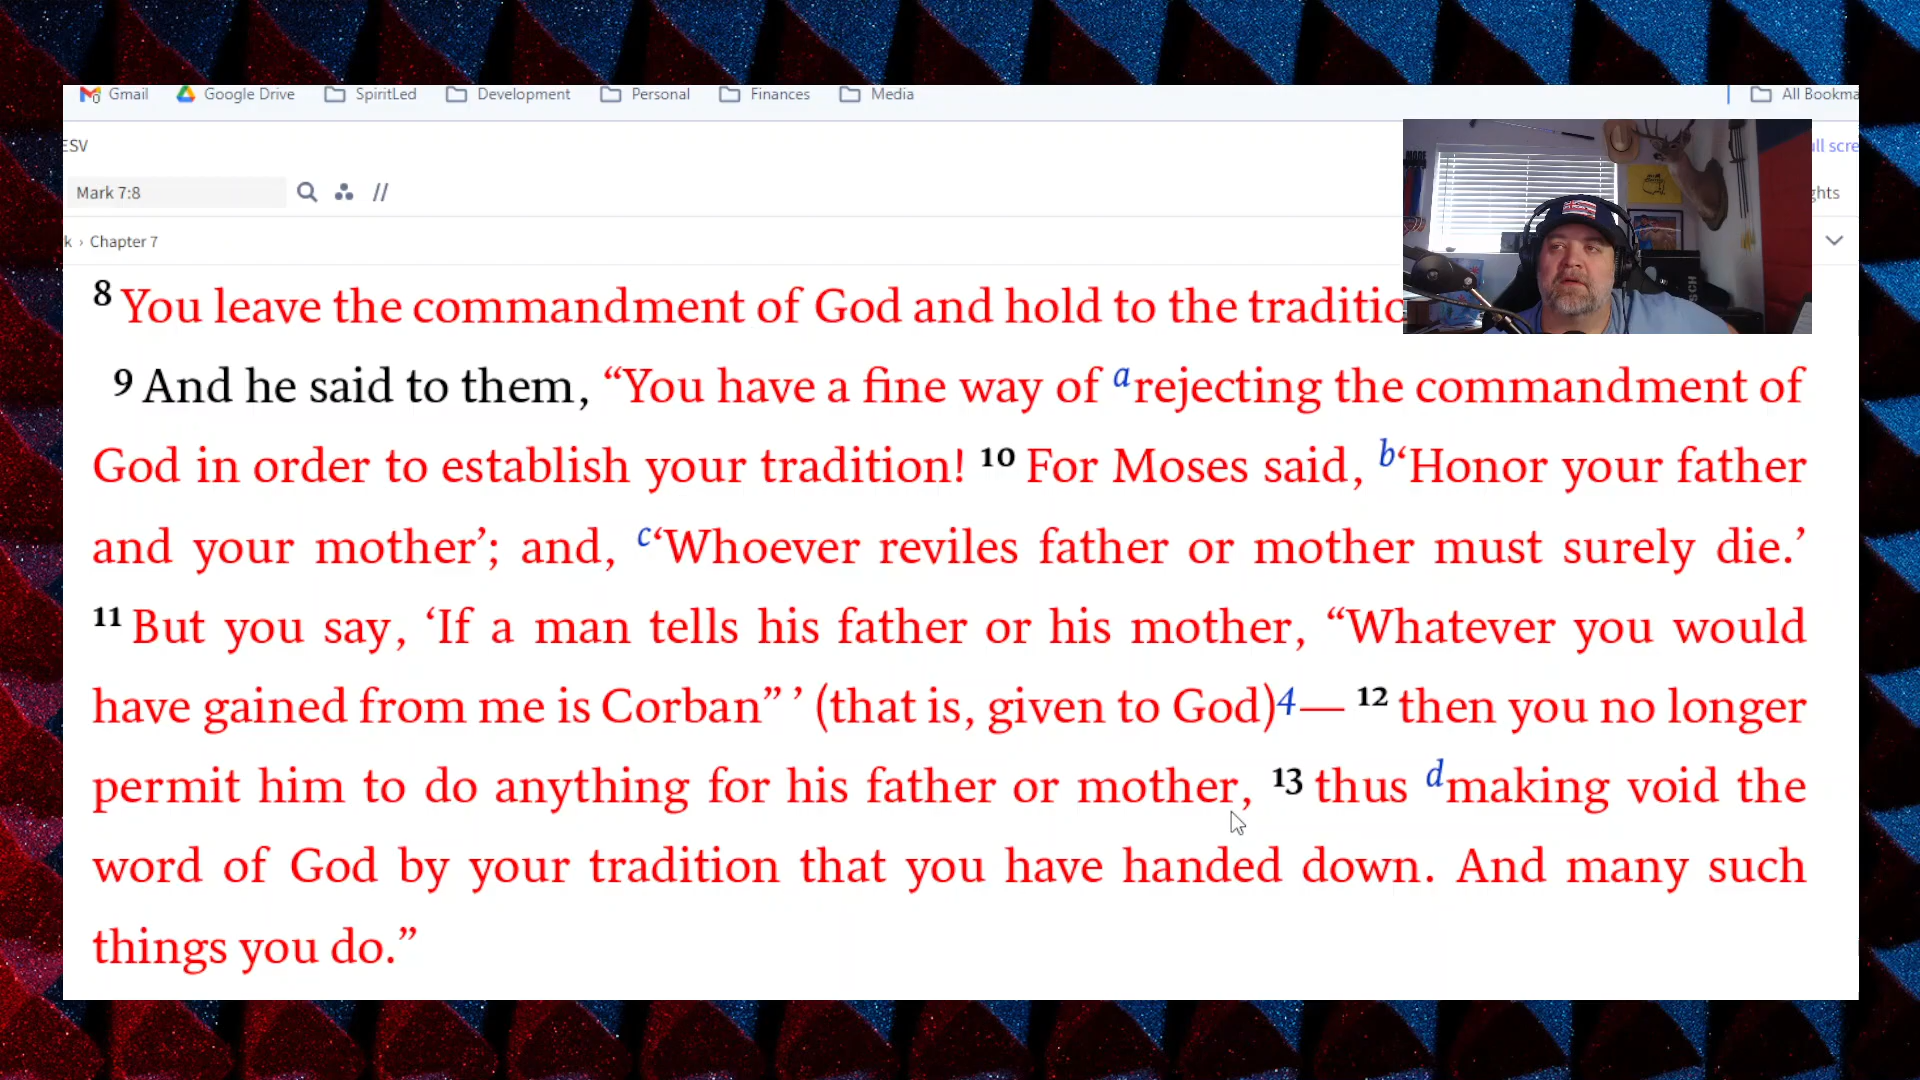 Gmail Google Drive SpiritLed Development Personal Finances Media All Bookma
ESV
ll scre
Mark 7:8 //
ghts
k › Chapter 7
8 You leave the commandment of God and hold to the traditio
9 And he said to them, “You have a fine way of a rejecting the commandment of
God in order to establish your tradition! 10 For Moses said, b ‘Honor your father
and your mother’; and, c ‘Whoever reviles father or mother must surely die.’
11 But you say, ‘If a man tells his father or his mother, “Whatever you would
have gained from me is Corban” ’ (that is, given to God)4— 12 then you no longer
permit him to do anything for his father or mother, 13 thus d making void the
word of God by your tradition that you have handed down. And many such
things you do.”